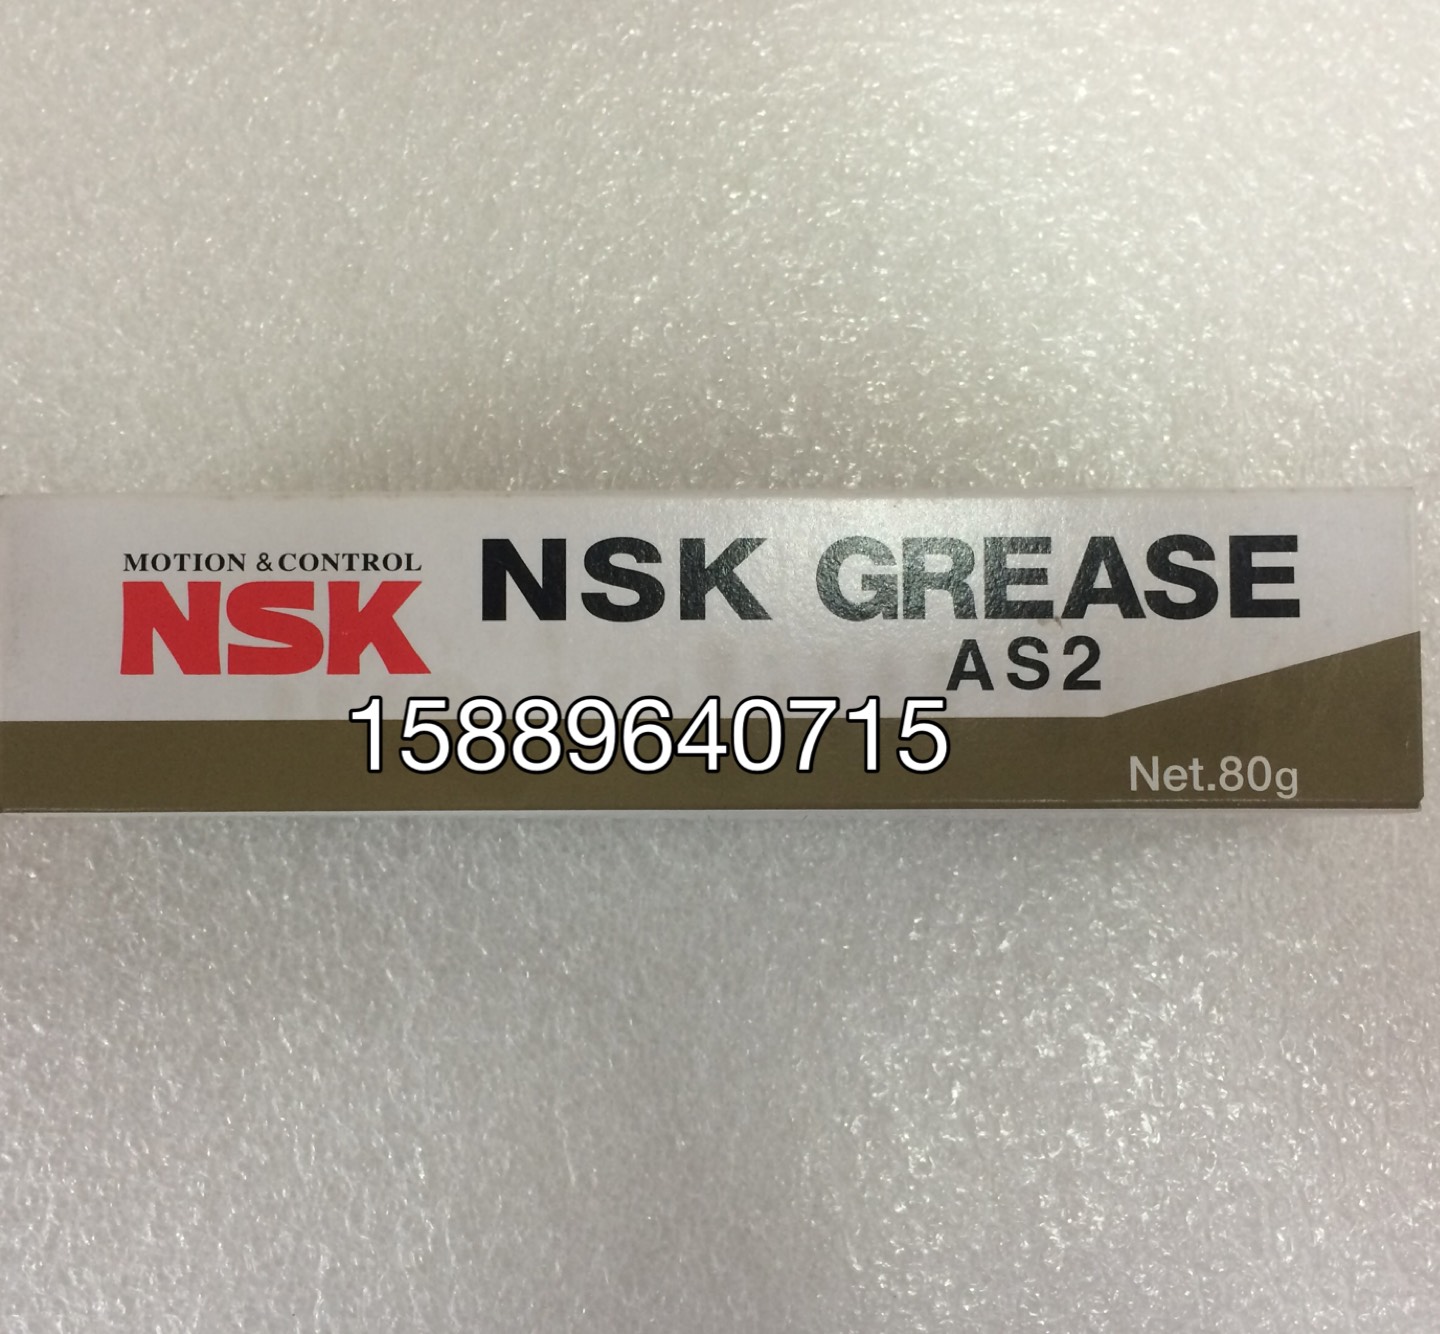 MOTION & CONTROL
NSK
NSK GREASE
AS2
15889640715
Net.80g